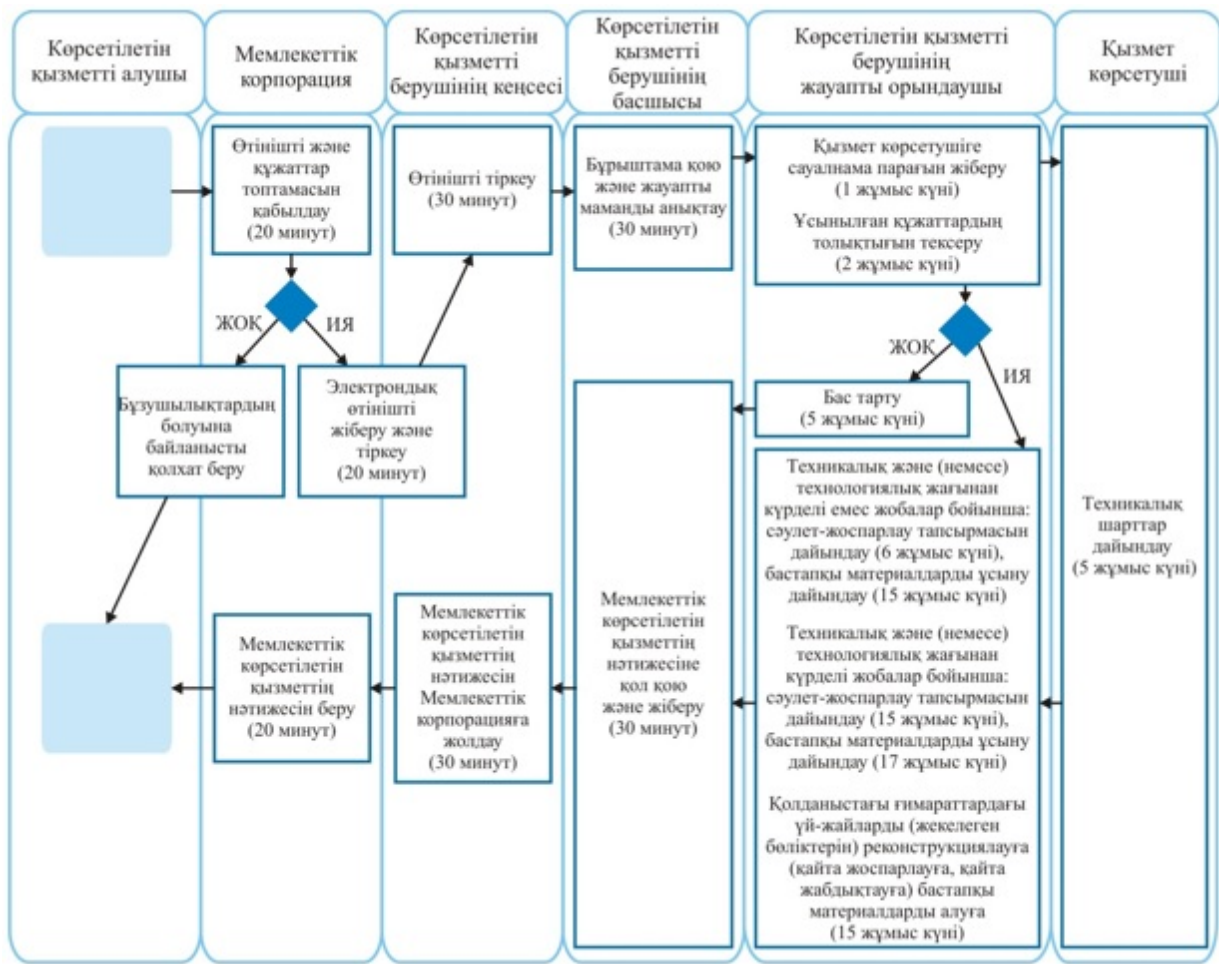 Көрсетілетін
қызметті алушы
Мемлекеттік
корпорация
Көрсетілетін
қызметті
берушінің кеңсесі
Көрсетілетін
қызметті
берушінің
басшысы
Көрсетілетін қызметті
берушінің
жауапты орындаушы
Қызмет
көрсетуші
Өтінішті және
құжаттар
топтамасын
қабылдау
(20 минут)
Өтінішті тіркеу
(30 минут)
Бұрыштама қою
және жауапты
маманды анықтау
(30 минут)
Қызмет көрсетушіге
сауалнама парағын жіберу
(1 жұмыс күні)
Ұсынылған құжаттардың
толықтығын тексеру
(2 жұмыс күні)
ЖОҚ
ИЯ
Бұзушылықтардың
болуына
байланысты
қолхат беру
Электрондық
өтінішті
жіберу және
тіркеу
(20 минут)
ЖОҚ
ИЯ
Бас тарту
(5 жұмыс күні)
Техникалық және (немесе)
технологиялық жағынан
күрделі емес жобалар бойынша:
сәулет-жоспарлау тапсырмасын
дайындау (6 жұмыс күні),
бастапқы материалдарды ұсыну
дайындау (15 жұмыс күні)
Техникалық және (немесе)
технологиялық жағынан
күрделі жобалар бойынша:
сәулет-жоспарлау тапсырмасын
дайындау (15 жұмыс күні),
бастапқы материалдарды ұсыну
дайындау (17 жұмыс күні)
Қолданыстағы ғимараттардағы
үй-жайларды (жекелеген
бөліктерін) реконструкциялауға
(қайта жоспарлауға, қайта
жабдықтауға) бастапқы
материалдарды алуға
(15 жұмыс күні)
Техникалық
шарттар
дайындау
(5 жұмыс күні)
Мемлекеттік
көрсетілетін
қызметтің
нәтижесіне
қол қою
және жіберу
(30 минут)
Мемлекеттік
көрсетілетін
қызметтің
нәтижесін
Мемлекеттік
корпорацияға
жолдау
(30 минут)
Мемлекеттік
көрсетілетін
қызметтің
нәтижесін беру
(20 минут)